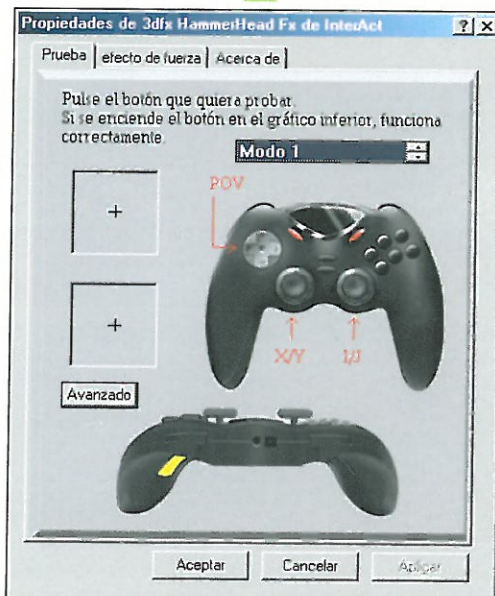 Propiedades de 3dfx HammerHead Fx de InterAct
Prueba
efecto de fuerza
Acerca de
Pulse el botón que quiera probar.
Si se enciende el botón en el gráfico inferior, funciona
correctamente.
Modo 1
POV
X/Y
I/J
Avanzado
Aceptar
Cancelar
Aplicar